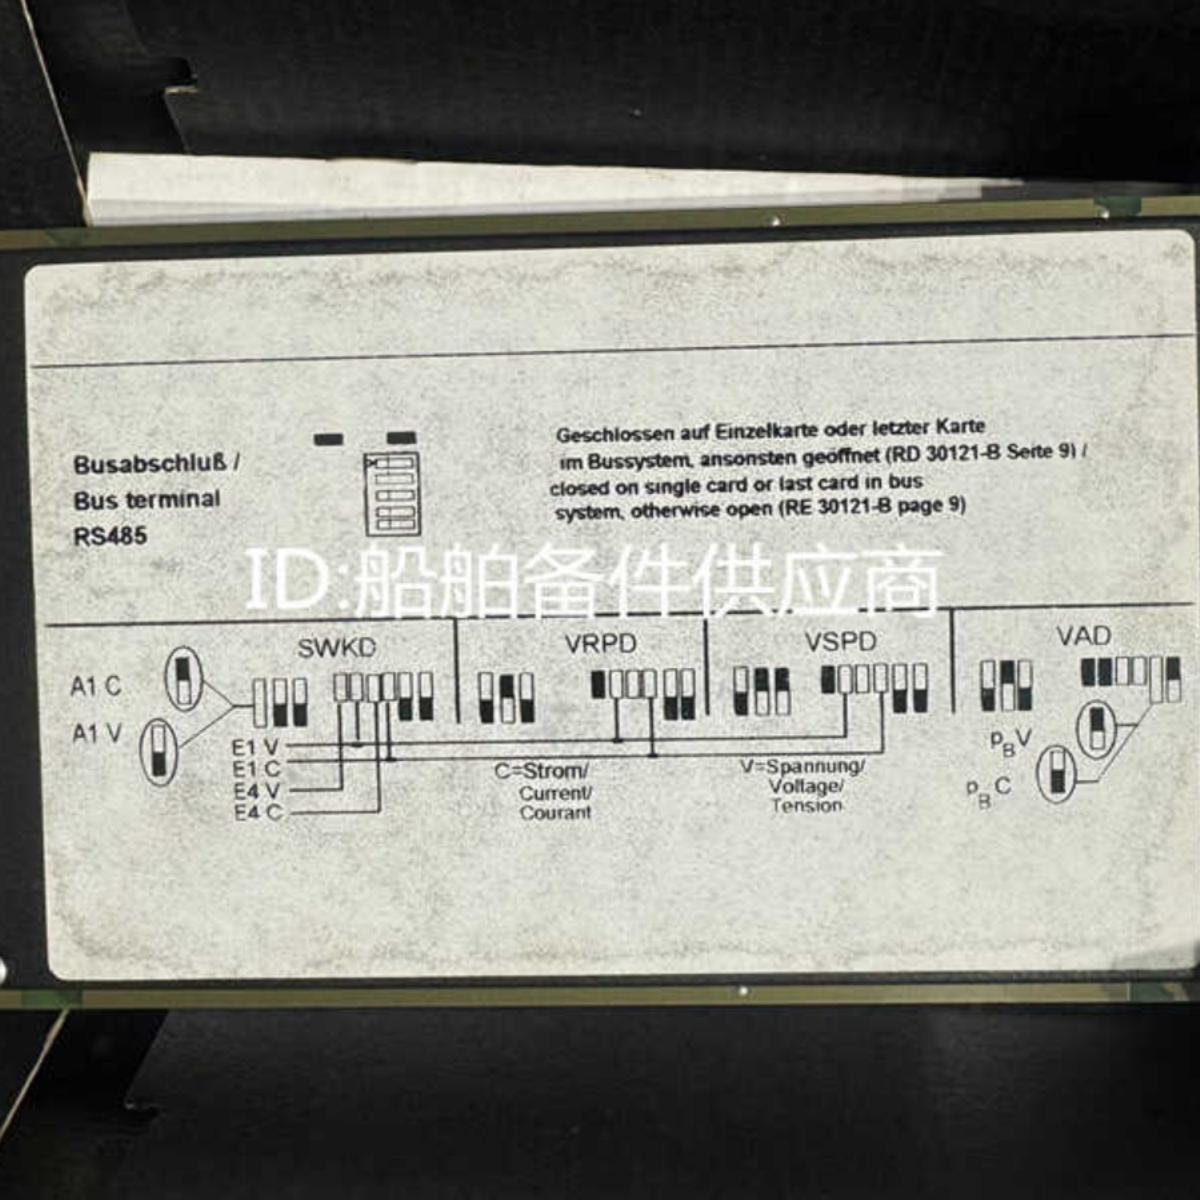 Busabschluß /
Bus terminal
RS485
Geschlossen auf Einzelkarte oder letzter Karte
im Bussystem, ansonsten geöffnet (RD 30121-B Seite 9) /
closed on single card or last card in bus
system, otherwise open (RE 30121-B page 9)
ID:船舶备件供应商
SWKD
VRPD
VSPD
VAD
A1 C
A1 V
E1 V
E1 C
E4 V
E4 C
C=Strom/
Current/
Courant
V=Spannung/
Voltage/
Tension
pB V
pB C